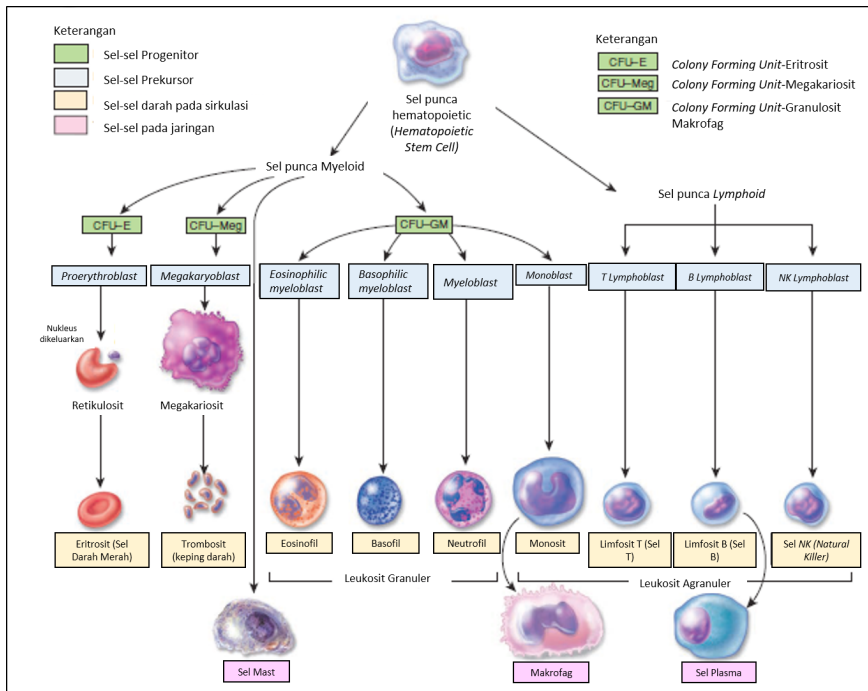 Keterangan
Sel-sel Progenitor
Sel-sel Prekursor
Sel-sel darah pada sirkulasi
Sel-sel pada jaringan
Sel punca
hematopoietic
(Hematopoietic
Stem Cell)
Keterangan
CFU–E Colony Forming Unit-Eritrosit
CFU–Meg Colony Forming Unit-Megakariosit
CFU–GM Colony Forming Unit-Granulosit
Makrofag
Sel punca Myeloid
Sel punca Lymphoid
CFU–E
CFU–Meg
CFU–GM
Proerythroblast
Megakaryoblast
Eosinophilic
myeloblast
Basophilic
myeloblast
Myeloblast
Monoblast
T Lymphoblast
B Lymphoblast
NK Lymphoblast
Nukleus
dikeluarkan
Retikulosit
Megakariosit
Eritrosit (Sel
Darah Merah)
Trombosit
(keping darah)
Eosinofil
Basofil
Neutrofil
Monosit
Limfosit T (Sel
T)
Limfosit B (Sel
B)
Sel NK (Natural
Killer)
Leukosit Granuler
Leukosit Agranuler
Sel Mast
Makrofag
Sel Plasma